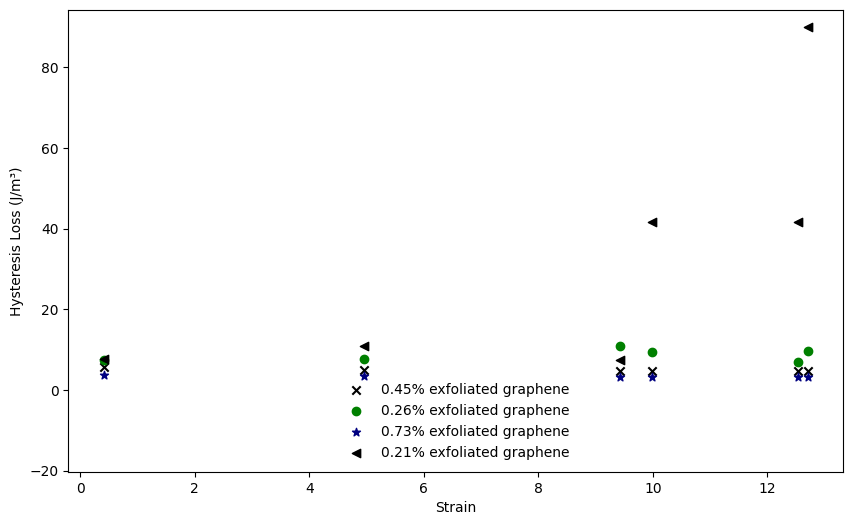 80
60
40
20
0
−20
0 2 4 6 8 10 12
Hysteresis Loss (J/m³)
Strain
0.45% exfoliated graphene
0.26% exfoliated graphene
0.73% exfoliated graphene
0.21% exfoliated graphene